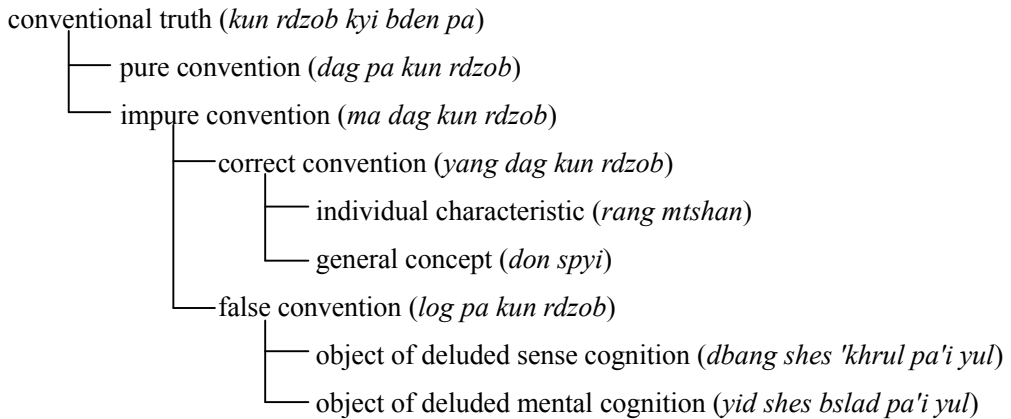 conventional truth (kun rdzob kyi bden pa)
pure convention (dag pa kun rdzob)
impure convention (ma dag kun rdzob)
correct convention (yang dag kun rdzob)
individual characteristic (rang mtshan)
general concept (don spyi)
false convention (log pa kun rdzob)
object of deluded sense cognition (dbang shes 'khrul pa'i yul)
object of deluded mental cognition (yid shes bslad pa'i yul)